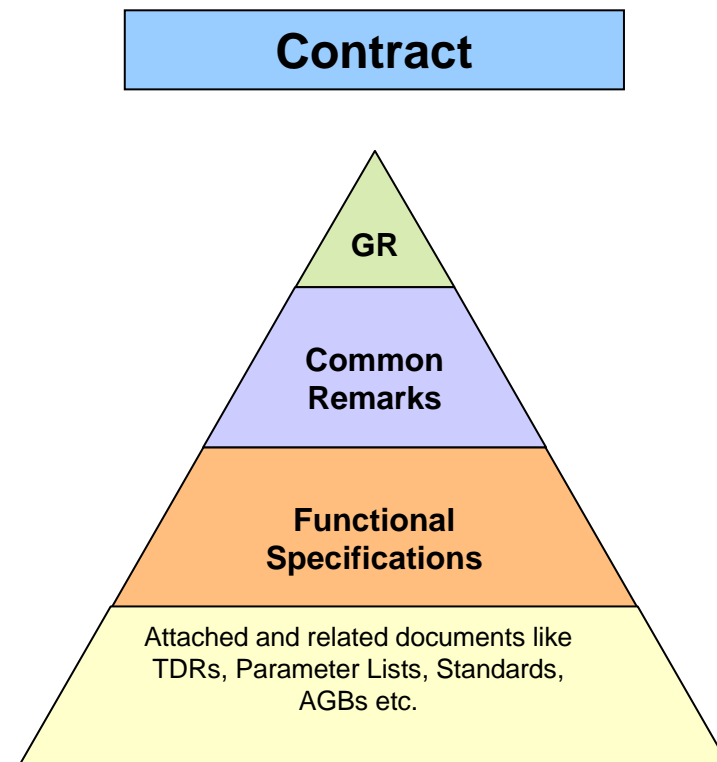 Contract
GR
Common
Remarks
Functional
Specifications
Attached and related documents like
TDRs, Parameter Lists, Standards,
AGBs etc.